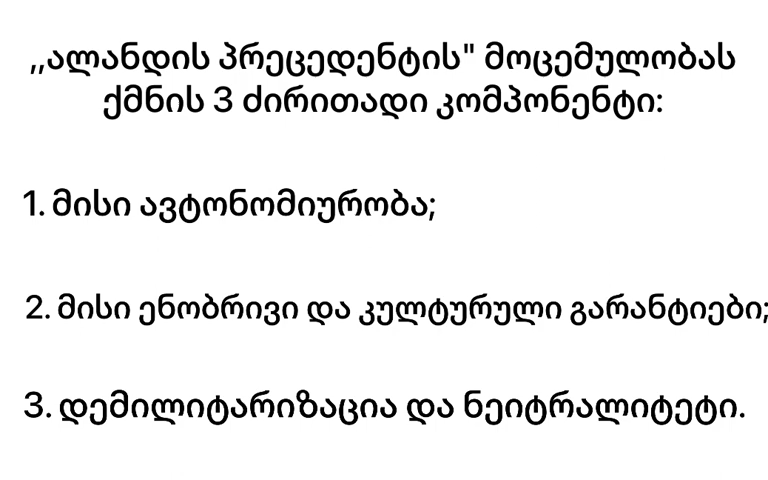 ,,ალანდის პრეცედენტის" მოცემულობას
ქმნის 3 ძირითადი კომპონენტი:
1. მისი ავტონომიურობა;
2. მისი ენობრივი და კულტურული გარანტიები;
3. დემილიტარიზაცია და ნეიტრალიტეტი.